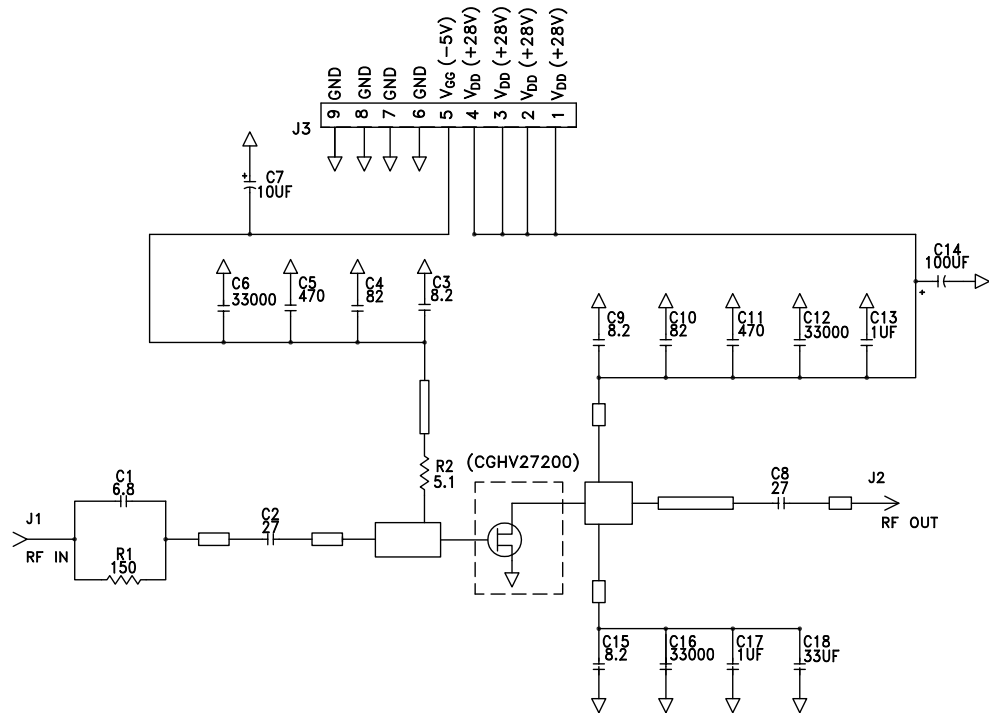 GND
GND
GND
GND
VGG (-5V)
VDD (+28V)
VDD (+28V)
VDD (+28V)
VDD (+28V)
9 8 7 6 5 4 3 2 1
J3
+
C7
10UF
C6
33000
C5
470
C4
82
C3
8.2
C14
100UF
+
C9
8.2
C10
82
C11
470
C12
33000
C13
1UF
R2
5.1
(CGHV27200)
C1
6.8
J1
RF IN
R1
150
C2
27
C8
27
J2
RF OUT
C15
8.2
C16
33000
C17
1UF
C18
33UF